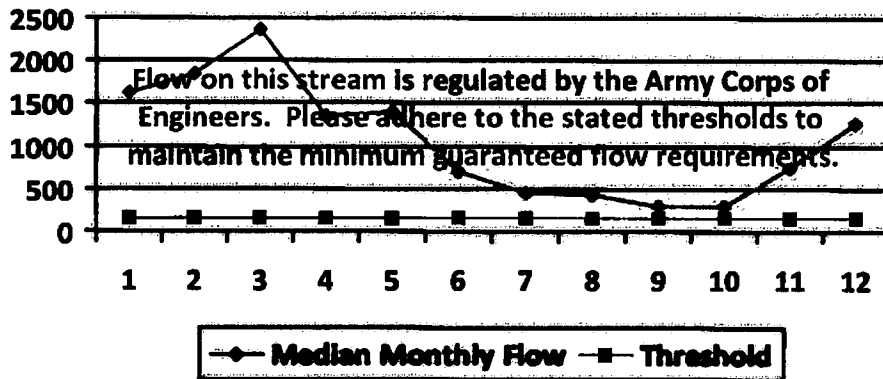 2500
2000
1500
1000
500
0
Flow on this stream is regulated by the Army Corps of
Engineers. Please adhere to the stated thresholds to
maintain the minimum guaranteed flow requirements.
1 2 3 4 5 6 7 8 9 10 11 12
Median Monthly Flow Threshold